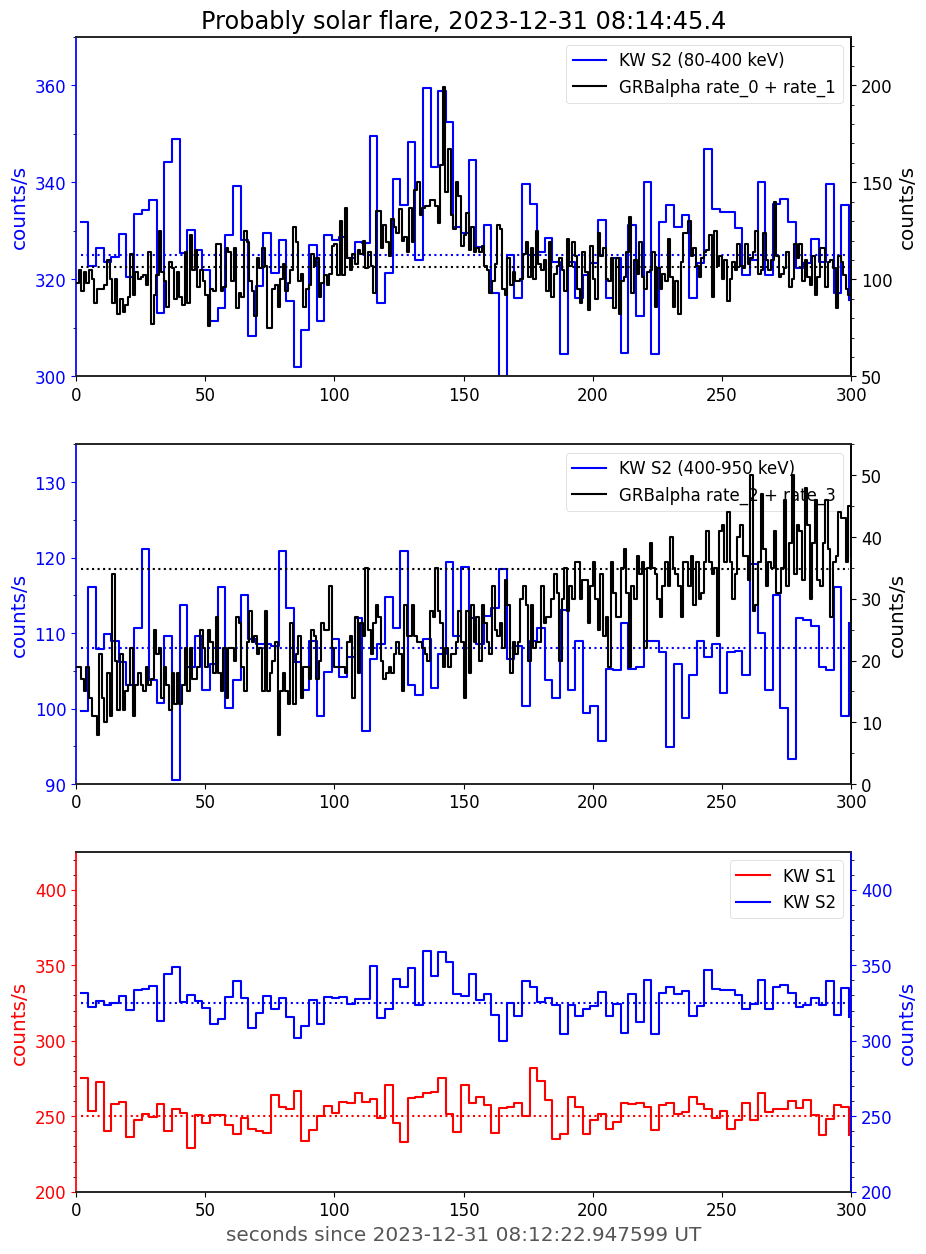 Probably solar flare, 2023-12-31 08:14:45.4
KW S2 (80-400 keV)
GRBalpha rate_0 + rate_1
360
340
320
300
counts/s
200
150
100
50
counts/s
0 50 100 150 200 250 300
KW S2 (400-950 keV)
GRBalpha rate_2 + rate_3
130
120
110
100
90
counts/s
50
40
30
20
10
0
counts/s
0 50 100 150 200 250 300
KW S1
KW S2
400
350
300
250
200
counts/s
400
350
300
250
200
counts/s
0 50 100 150 200 250 300
seconds since 2023-12-31 08:12:22.947599 UT